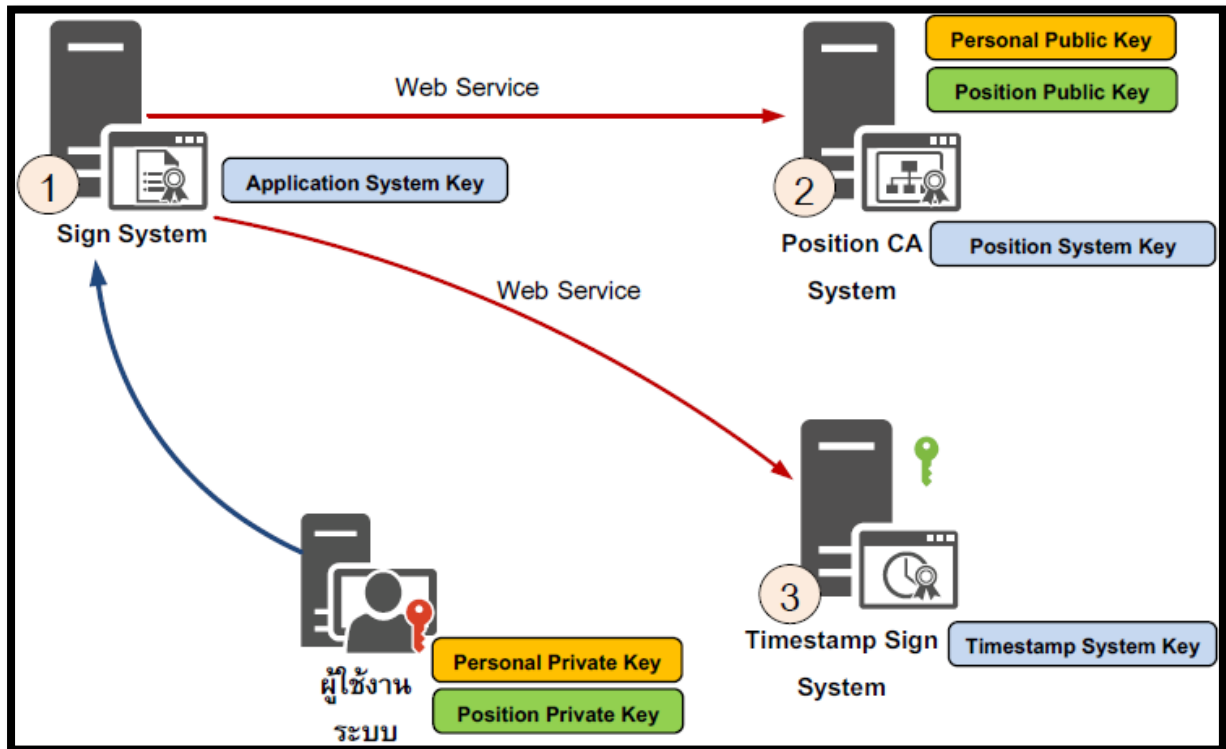 Personal Public Key
Position Public Key
Web Service
1
Application System Key
Sign System
2
Position CA
System
Position System Key
Web Service
3
Timestamp Sign
System
Timestamp System Key
ผู้ใช้งาน
ระบบ
Personal Private Key
Position Private Key